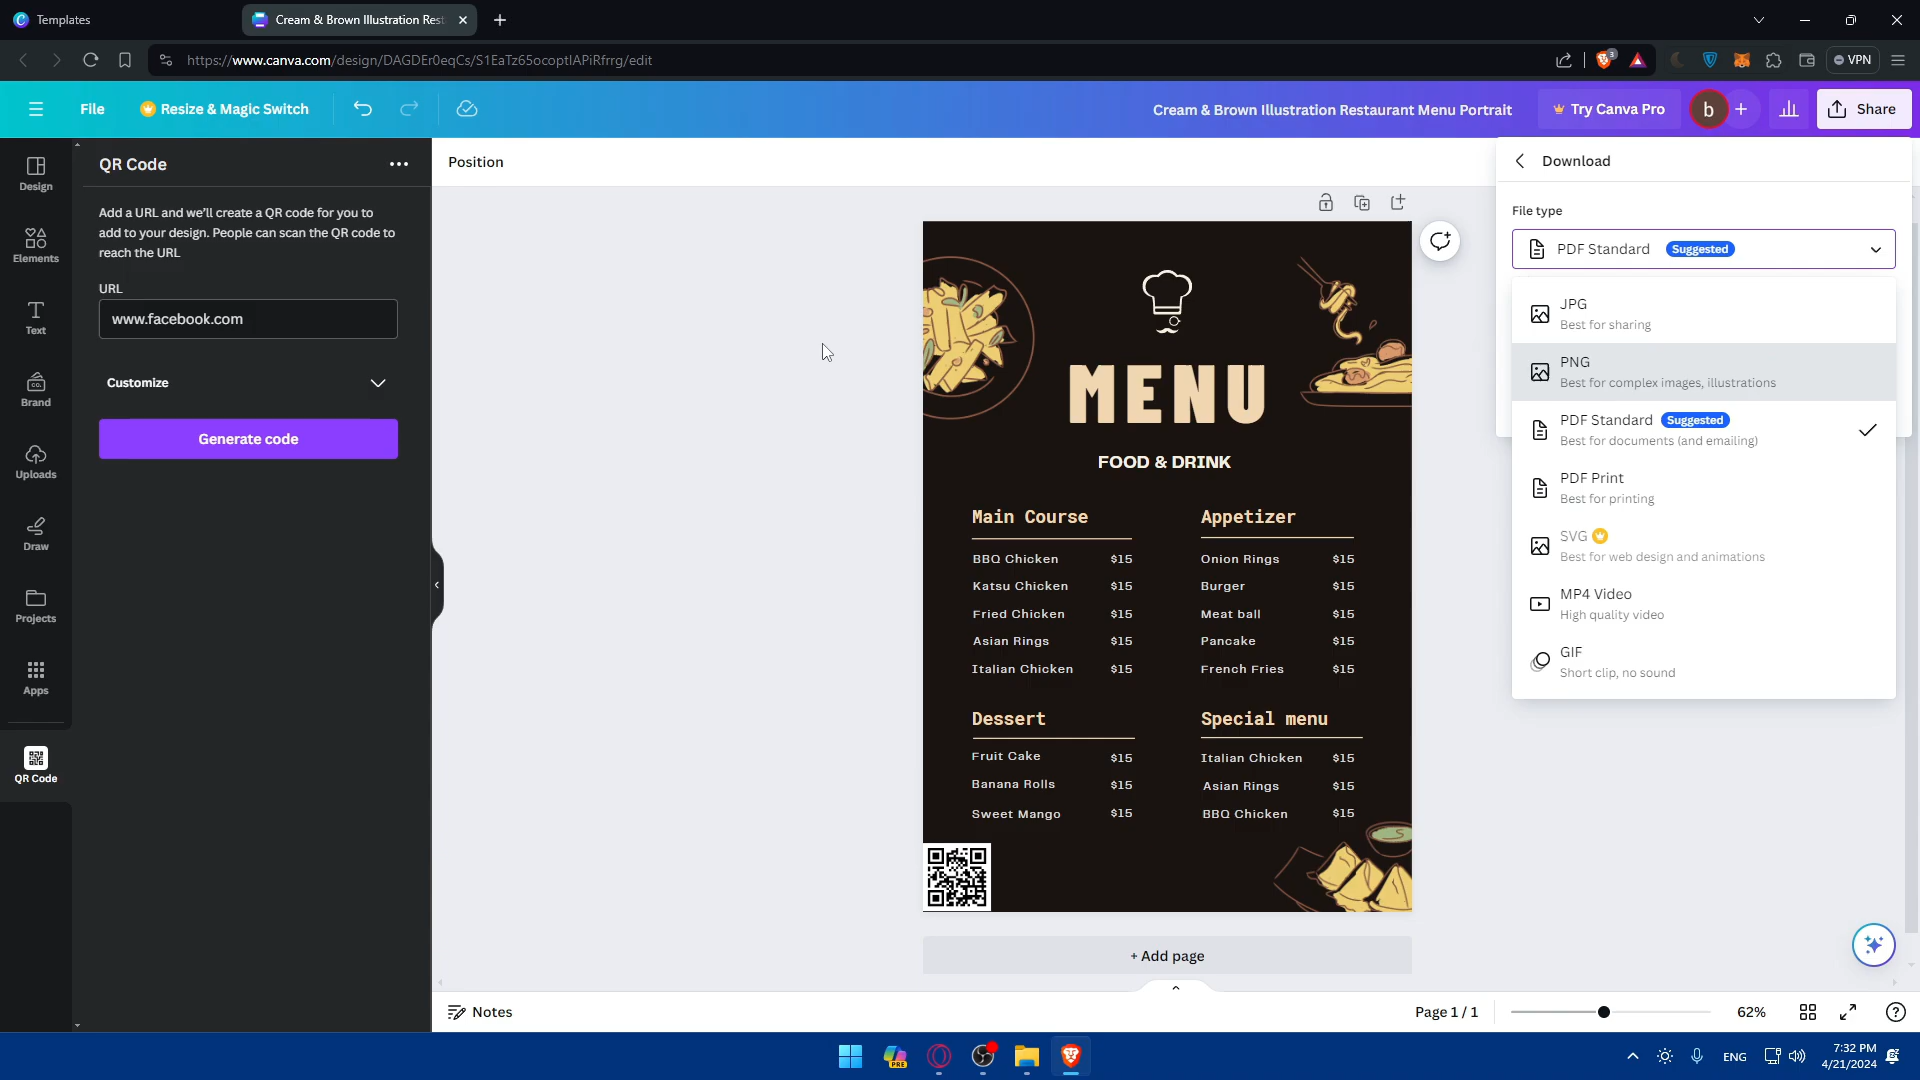 Templates
Cream & Brown Illustration Rest
https://www.canva.com/design/DAGDEr0eqCs/S1EaTz65ocoptIAPiRfrrg/edit
3
VPN
File
Resize & Magic Switch
Cream & Brown Illustration Restaurant Menu Portrait
Try Canva Pro
b
Share
Design
Elements
Text
CO.
Brand
Uploads
Draw
Projects
Apps
QR Code
QR Code
Add a URL and we'll create a QR code for you to
add to your design. People can scan the QR code to
reach the URL
URL
www.facebook.com
Customize
Generate code
Position
MENU
FOOD & DRINK
Main Course
BBQ Chicken $15
Katsu Chicken $15
Fried Chicken $15
Asian Rings $15
Italian Chicken $15
Appetizer
Onion Rings $15
Burger $15
Meat ball $15
Pancake $15
French Fries $15
Dessert
Fruit Cake $15
Banana Rolls $15
Sweet Mango $15
Special menu
Italian Chicken $15
Asian Rings $15
BBQ Chicken $15
+ Add page
Download
File type
PDF Standard Suggested
JPG
Best for sharing
PNG
Best for complex images, illustrations
PDF Standard Suggested
Best for documents (and emailing)
PDF Print
Best for printing
SVG
Best for web design and animations
MP4 Video
High quality video
GIF
Short clip, no sound
Notes
Page 1 / 1
62%
PRE
ENG
7:32 PM
4/21/2024